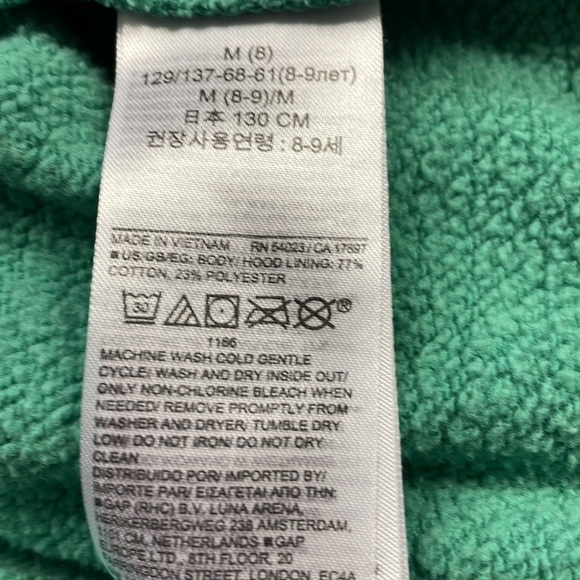 M (8)
129/137-68-61(8-9лет)
M (8-9)/M
日本 130 CM
권장사용연령 : 8-9세
MADE IN VIETNAM RN 54023 / CA 17897
■US/GB/EG: BODY/ HOOD LINING: 77%
COTTON, 23% POLYESTER
30 ®
1166
MACHINE WASH COLD GENTLE
CYCLE/ WASH AND DRY INSIDE OUT/
ONLY NON-CHLORINE BLEACH WHEN
NEEDED/ REMOVE PROMPTLY FROM
WASHER AND DRYER/ TUMBLE DRY
LOW/ DO NOT IRON/ DO NOT DRY
CLEAN
DISTRIBUIDO POR/ IMPORTED BY/
IMPORTE PAR/ ΕΙΣΑΓΕΤΑΙ ΑΠΟ ΤΗΝ:
■GAP (RHC) B.V. LUNA ARENA,
HERIKERBERGWEG 238 AMSTERDAM,
CM, NETHERLANDS ■GAP
EUROPE LTD., 8TH FLOOR, 20
STREET, LONDON, EC4A